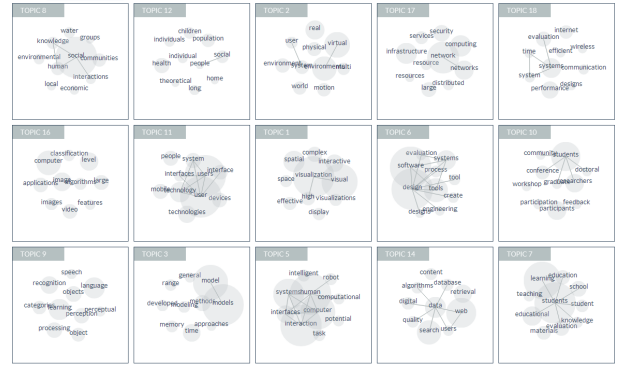 TOPIC 8
water
knowledge groups
environmental social communities
human
interactions
local
economic
TOPIC 12
children
individuals population
individual social
health people
theoretical home
long
TOPIC 2
real
user virtual
physical
multi
world motion
TOPIC 17
security
services computing
infrastructure network
resource networks
resources distributed
large
TOPIC 18
internet
evaluation wireless
time efficient
systems communication
system designs
performance
TOPIC 16
classification
computer level
applications image algorithms large
images features
video
TOPIC 11
people system
interfaces users interface
mobile technology user devices
technologies
TOPIC 1
complex
spatial interactive
visualization
space visual
high visualizations
effective
display
TOPIC 6
evaluation systems
software process
tool
design tools
create
designs engineering
TOPIC 10
community students
conference doctoral
workshop graduate researchers
participation feedback
participants
TOPIC 9
speech
recognition language
objects
categories learning perceptual
perception
processing object
TOPIC 3
general
range model
developed modeling methods models
memory approaches
time
TOPIC 5
intelligent robot
systems human computational
interfaces computer potential
interaction
task
TOPIC 14
content
algorithms database retrieval
digital data web
quality
search users
TOPIC 7
education
learning school
teaching students student
educational knowledge
evaluation
materials